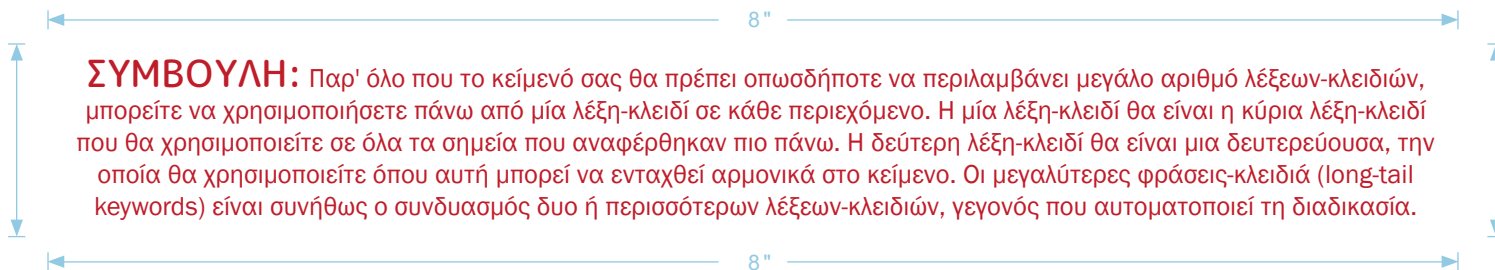 8"
ΣΥΜΒΟΥΛΗ: Παρ' όλο που το κείμενό σας θα πρέπει οπωσδήποτε να περιλαμβάνει μεγάλο αριθμό λέξεων-κλειδιών,
μπορείτε να χρησιμοποιήσετε πάνω από μία λέξη-κλειδί σε κάθε περιεχόμενο. Η μία λέξη-κλειδί θα είναι η κύρια λέξη-κλειδί
που θα χρησιμοποιείτε σε όλα τα σημεία που αναφέρθηκαν πιο πάνω. Η δεύτερη λέξη-κλειδί θα είναι μια δευτερεύουσα, την
οποία θα χρησιμοποιείτε όπου αυτή μπορεί να ενταχθεί αρμονικά στο κείμενο. Οι μεγαλύτερες φράσεις-κλειδιά (long-tail
keywords) είναι συνήθως ο συνδυασμός δυο ή περισσότερων λέξεων-κλειδιών, γεγονός που αυτοματοποιεί τη διαδικασία.
8"